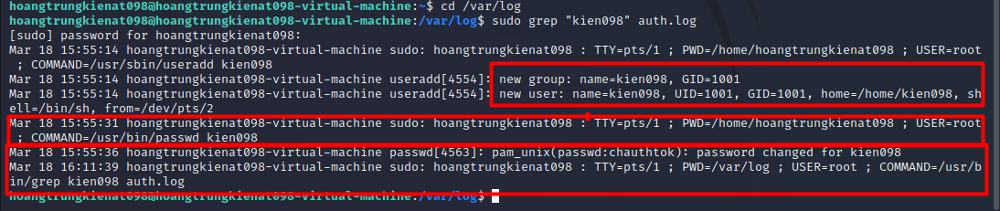 hoangtrungkienat098@hoangtrungkienat098-virtual-machine:~$ cd /var/log
hoangtrungkienat098@hoangtrungkienat098-virtual-machine:/var/log$ sudo grep "kien098" auth.log
[sudo] password for hoangtrungkienat098:
Mar 18 15:55:14 hoangtrungkienat098-virtual-machine sudo: hoangtrungkienat098 : TTY=pts/1 ; PWD=/home/hoangtrungkienat098 ; USER=root
 ; COMMAND=/usr/sbin/useradd kien098
Mar 18 15:55:14 hoangtrungkienat098-virtual-machine useradd[4554]: new group: name=kien098, GID=1001
Mar 18 15:55:14 hoangtrungkienat098-virtual-machine useradd[4554]: new user: name=kien098, UID=1001, GID=1001, home=/home/kien098, sh
ell=/bin/sh, from=/dev/pts/2
Mar 18 15:55:31 hoangtrungkienat098-virtual-machine sudo: hoangtrungkienat098 : TTY=pts/1 ; PWD=/home/hoangtrungkienat098 ; USER=root
 ; COMMAND=/usr/bin/passwd kien098
Mar 18 15:55:36 hoangtrungkienat098-virtual-machine passwd[4563]: pam_unix(passwd:chauthtok): password changed for kien098
Mar 18 16:11:39 hoangtrungkienat098-virtual-machine sudo: hoangtrungkienat098 : TTY=pts/1 ; PWD=/var/log ; USER=root ; COMMAND=/usr/b
in/grep kien098 auth.log
hoangtrungkienat098@hoangtrungkienat098-virtual-machine:/var/log$